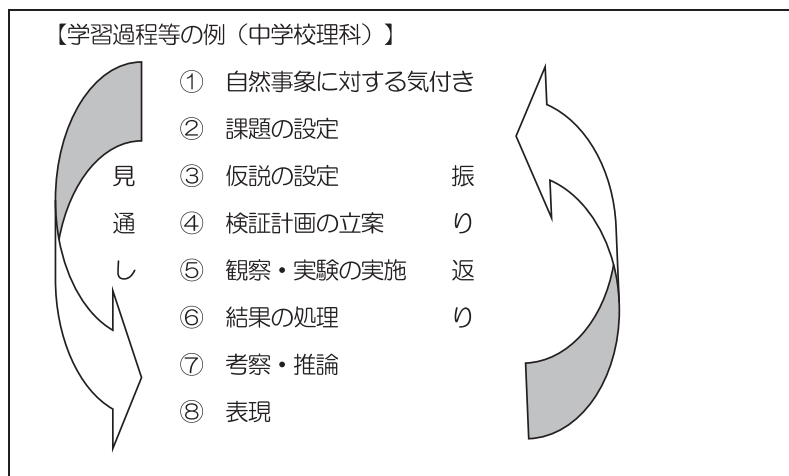 【学習過程等の例（中学校理科）】
① 自然事象に対する気付き
② 課題の設定
③ 仮説の設定
④ 検証計画の立案
⑤ 観察・実験の実施
⑥ 結果の処理
⑦ 考察・推論
⑧ 表現
見通し
振り返り